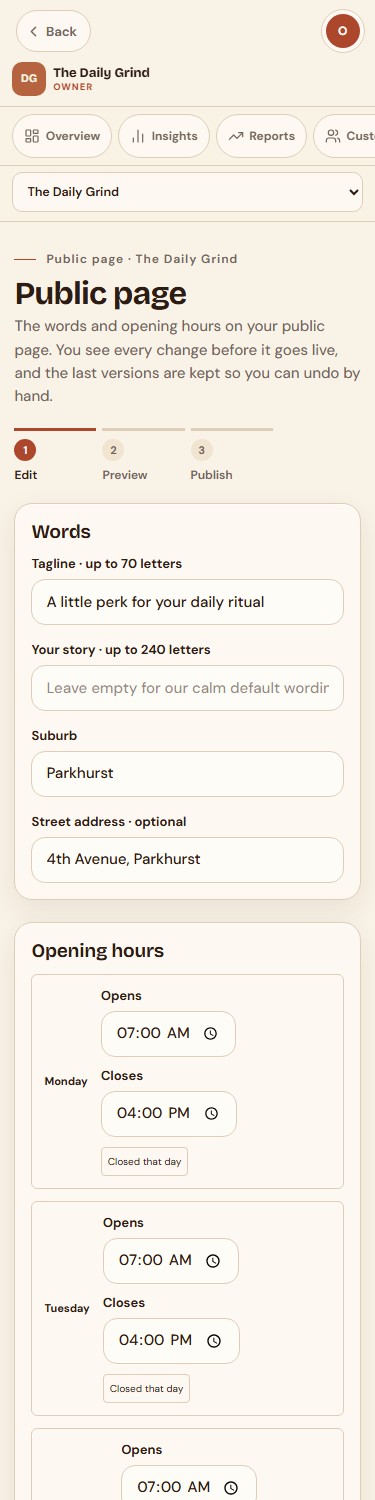 Back
O
DG
The Daily Grind
OWNER
Overview
Insights
Reports
The Daily Grind
Public page · The Daily Grind
Public page
The words and opening hours on your public
page. You see every change before it goes live,
and the last versions are kept so you can undo by
hand.
1
2
3
Edit
Preview
Publish
Words
Tagline · up to 70 letters
A little perk for your daily ritual
Your story · up to 240 letters
Leave empty for our calm default wordin
Suburb
Parkhurst
Street address · optional
4th Avenue, Parkhurst
Opening hours
Opens
07:00 AM
Monday
Closes
04:00 PM
Closed that day
Opens
07:00 AM
Tuesday
Closes
04:00 PM
Closed that day
Opens
07:00 AM